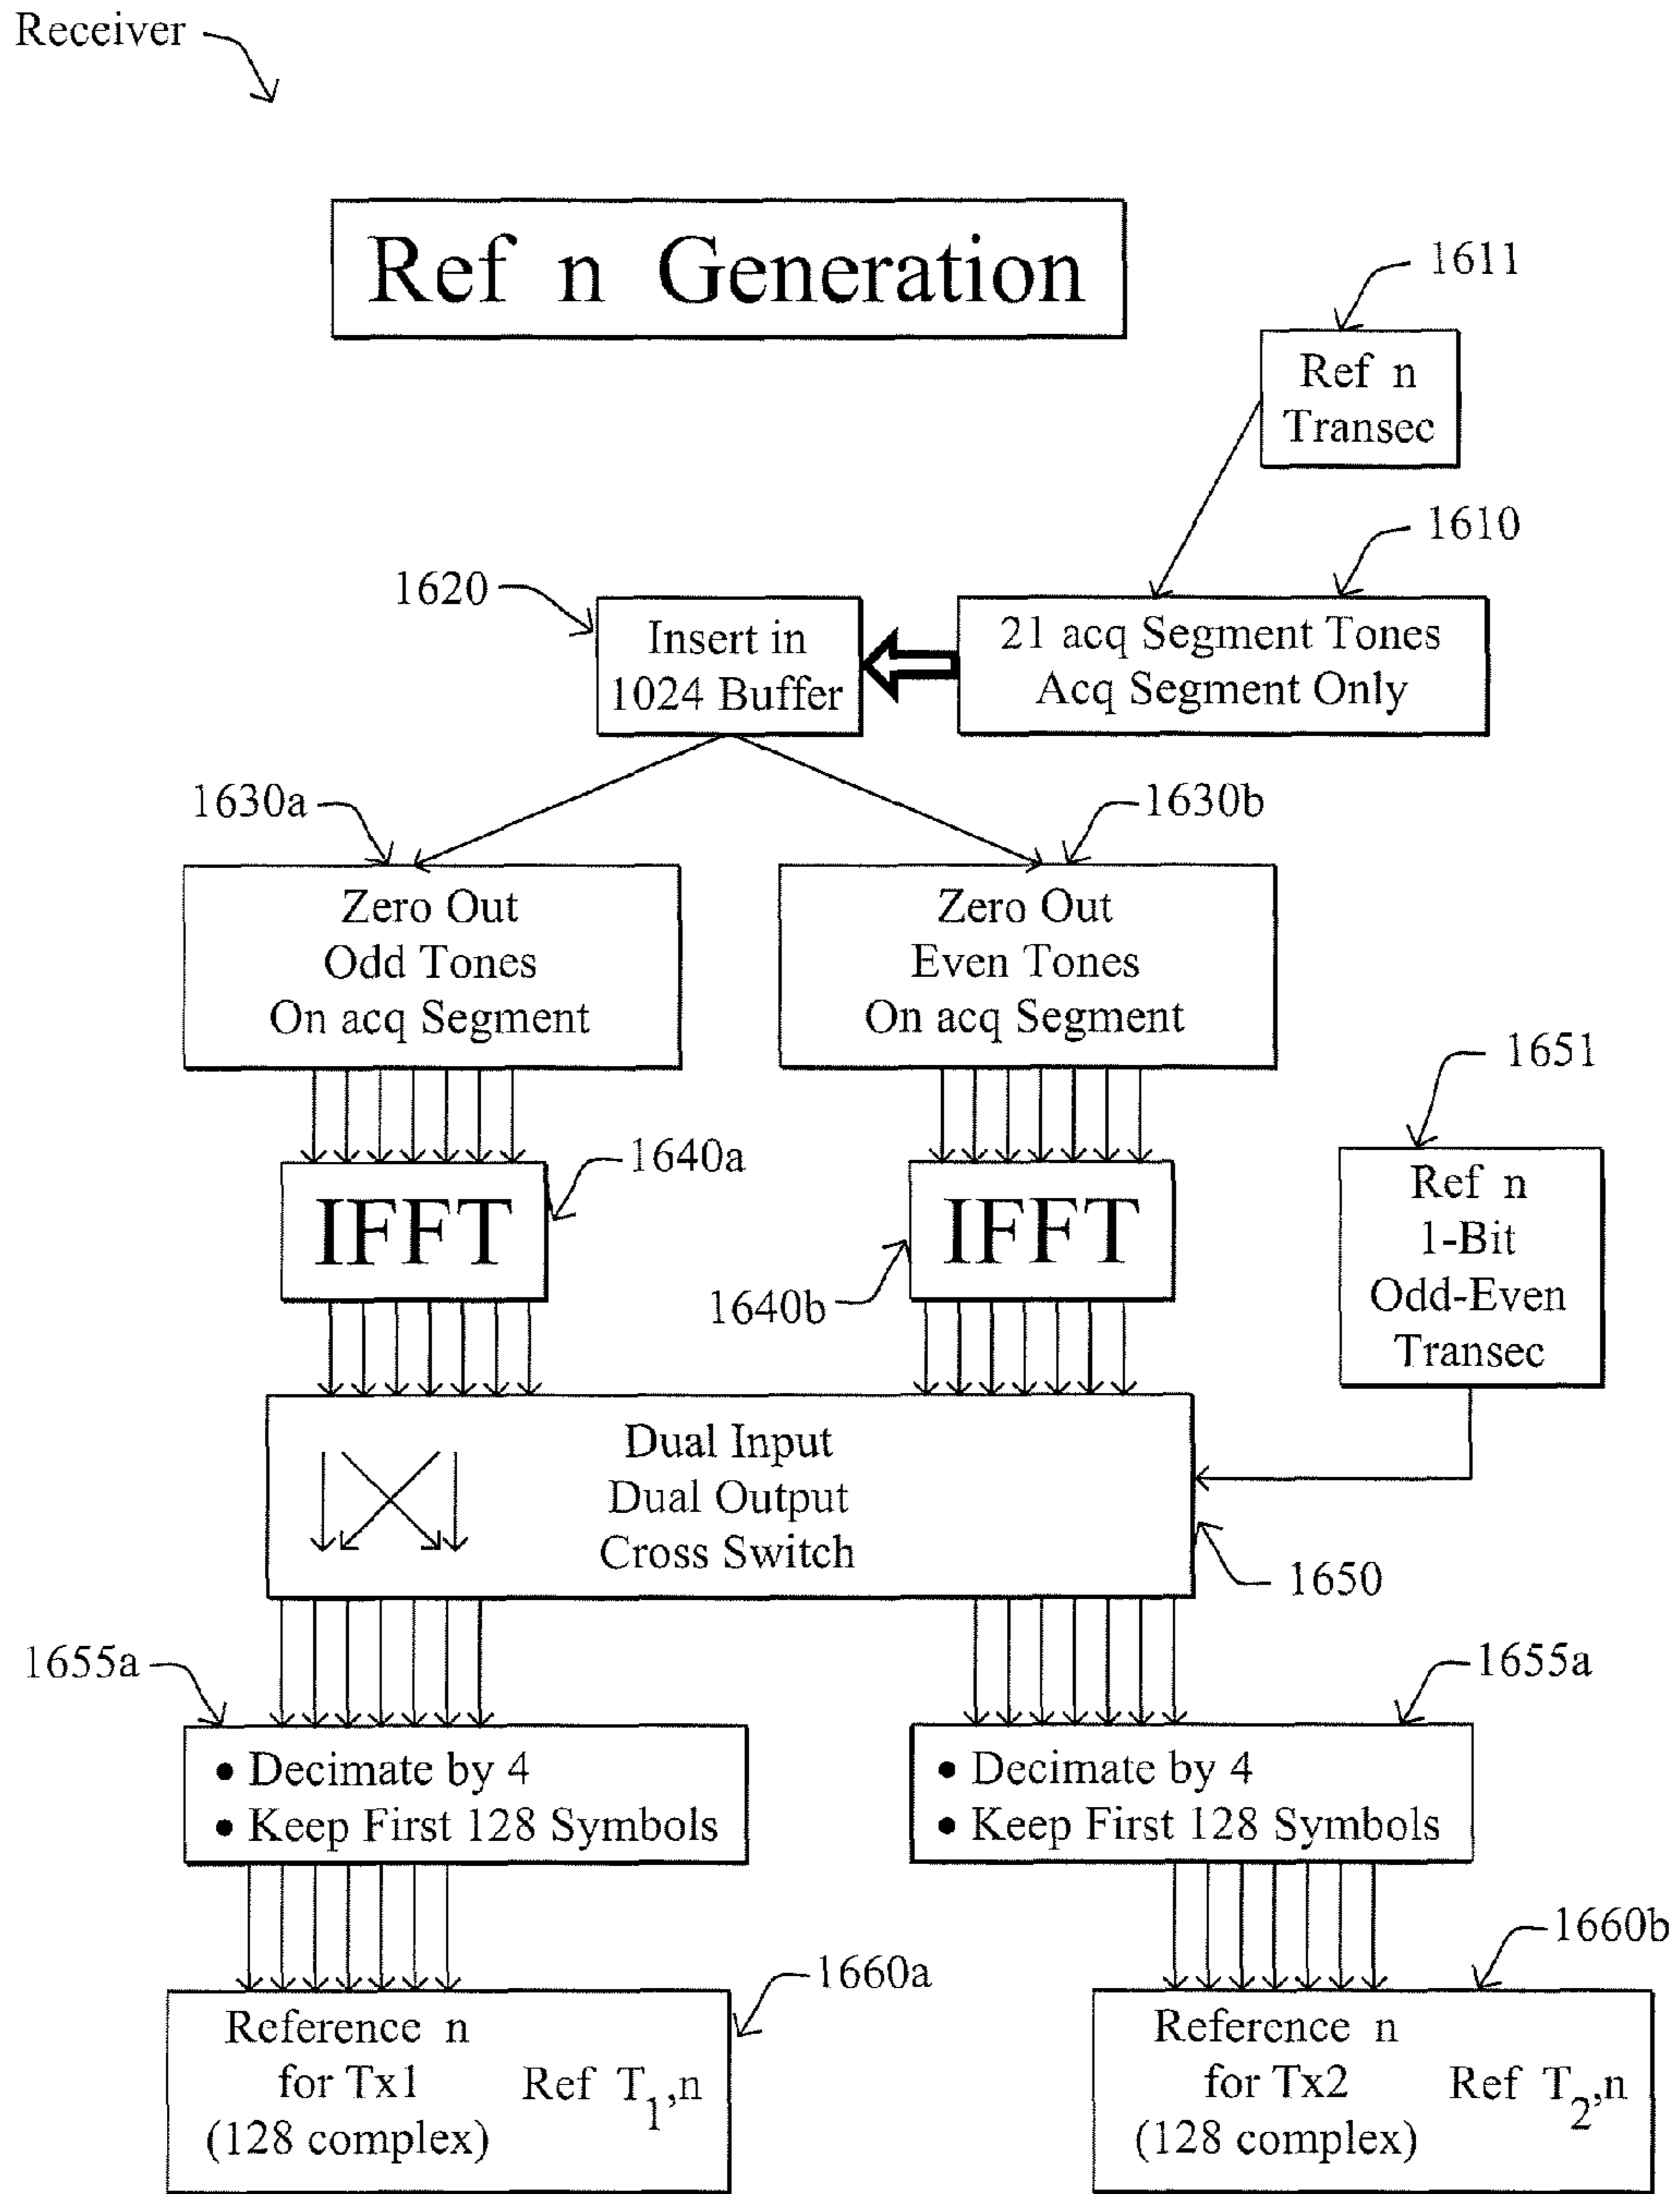 Receiver
Ref n Generation
1611
Ref n
Transec
1610
1620
Insert in
1024 Buffer
21 acq Segment Tones
Acq Segment Only
1630a
1630b
Zero Out
Odd Tones
On acq Segment
Zero Out
Even Tones
On acq Segment
1651
1640a
IFFT
IFFT
1640b
Ref n
1-Bit
Odd-Even
Transec
Dual Input
Dual Output
Cross Switch
1650
1655a
1655a
• Decimate by 4
• Keep First 128 Symbols
• Decimate by 4
• Keep First 128 Symbols
1660a
1660b
Reference n
for Tx1
(128 complex)
Ref T1,n
Reference n
for Tx2
(128 complex)
Ref T2,n